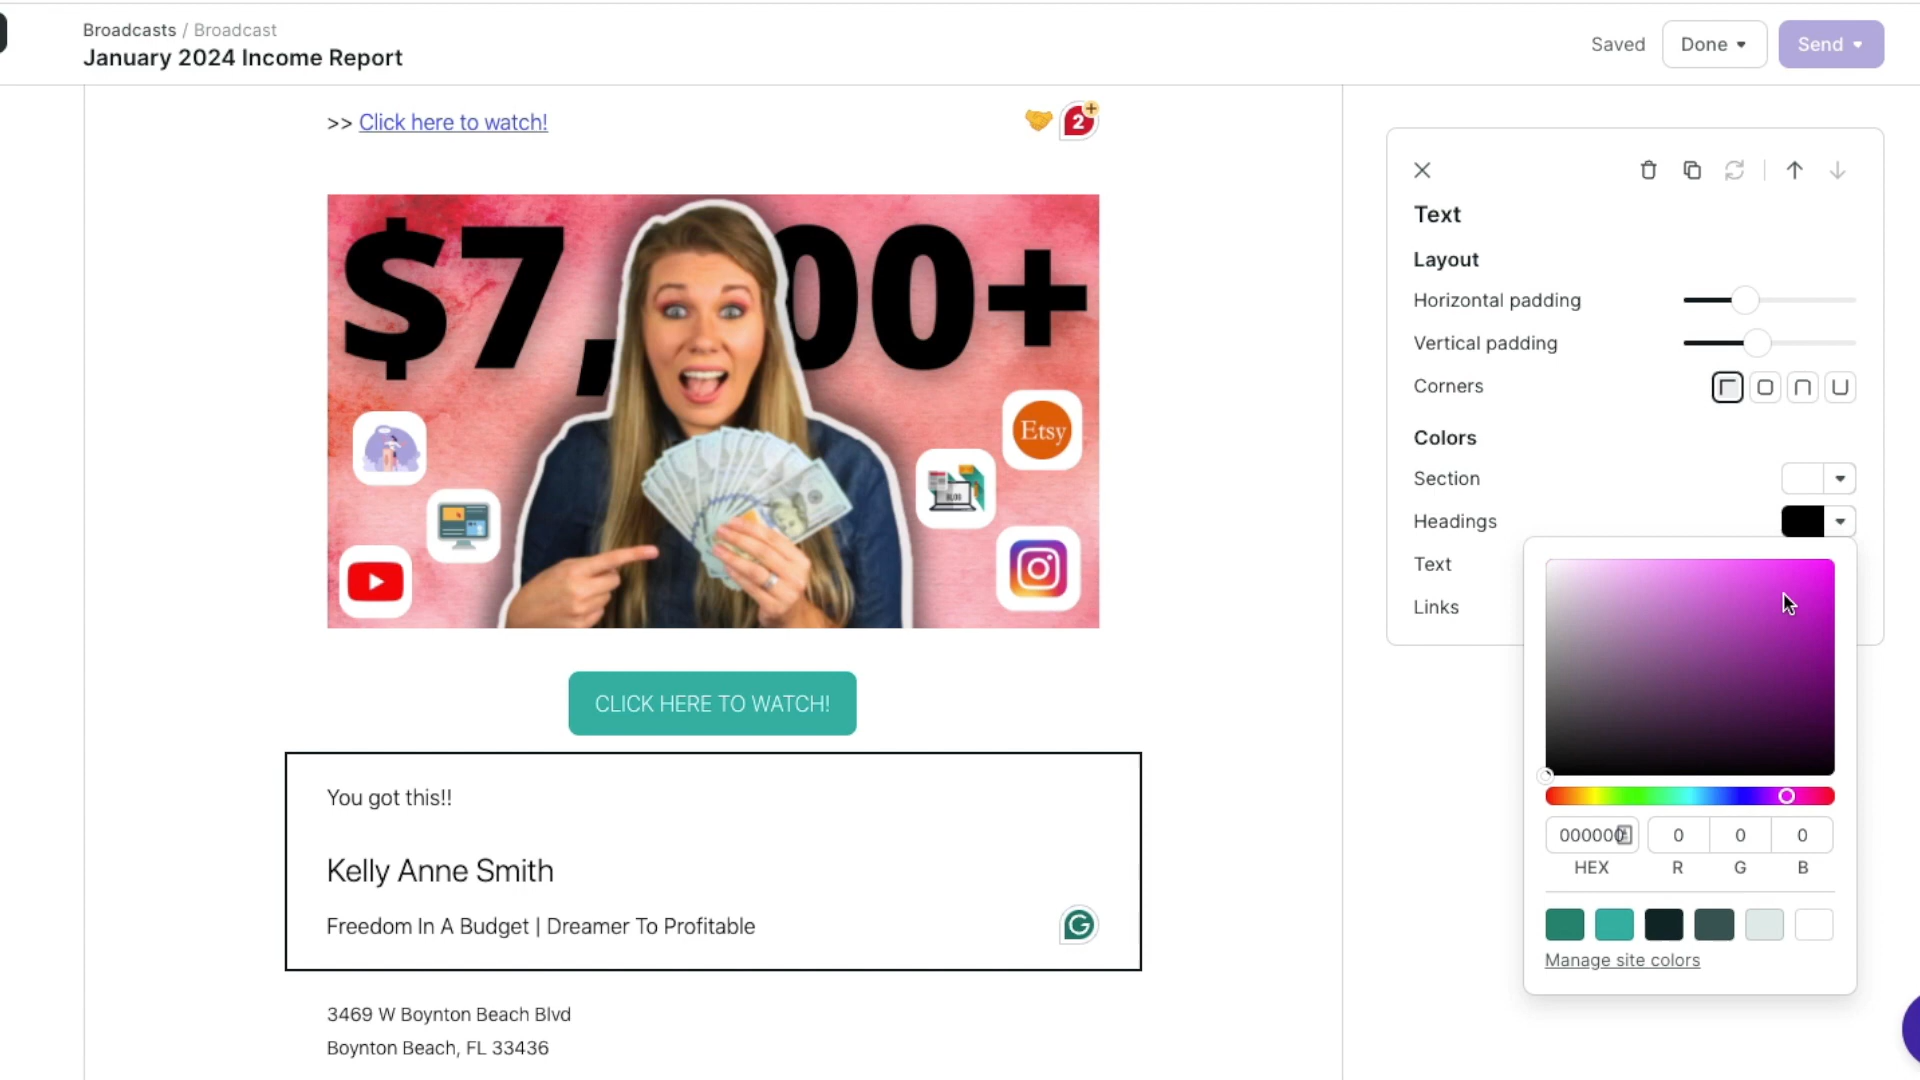 Broadcasts / Broadcast
January 2024 Income Report
Saved
Done
Send
>> Click here to watch!
2
$7,00+
Etsy
BLOG
CLICK HERE TO WATCH!
You got this!!
Kelly Anne Smith
Freedom In A Budget | Dreamer To Profitable
3469 W Boynton Beach Blvd
Boynton Beach, FL 33436
Text
Layout
Horizontal padding
Vertical padding
Corners
Colors
Section
Headings
Text
Links
000000 0 0 0
HEX R G B
Manage site colors